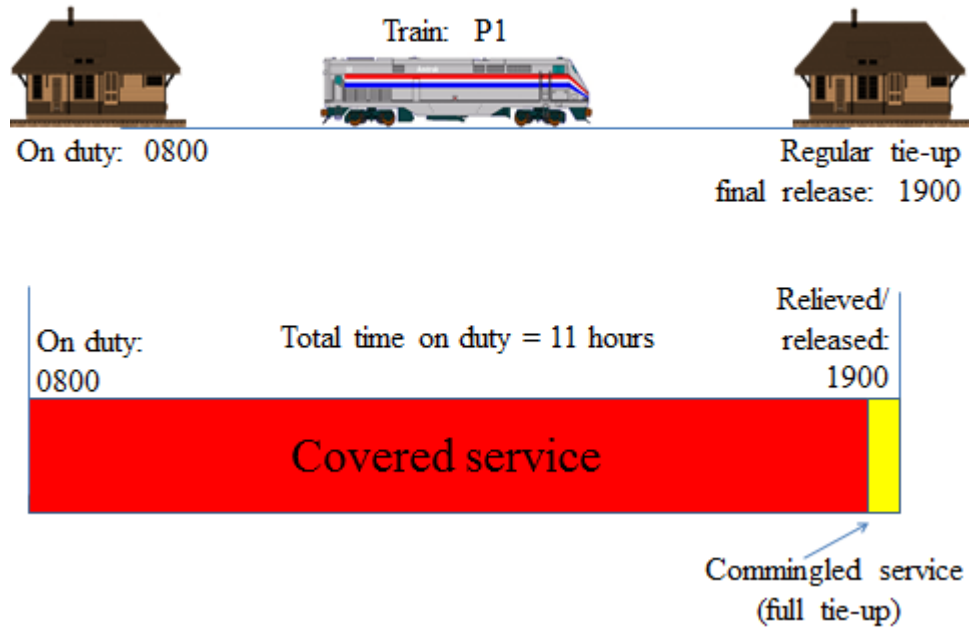 Train: P1
On duty: 0800
Regular tie-up
final release: 1900
On duty:
0800
Total time on duty = 11 hours
Relieved/
released:
1900
Covered service
Commingled service
(full tie-up)